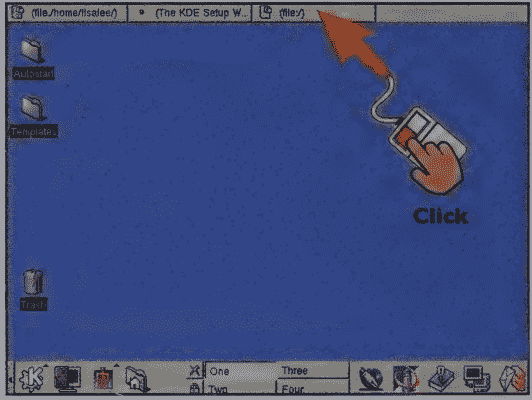 (file:/home/lisalee/)
(The KDE Setup W..
(file:/)
Autostart
Templates
Click
Trash
One
Three
Two
Four